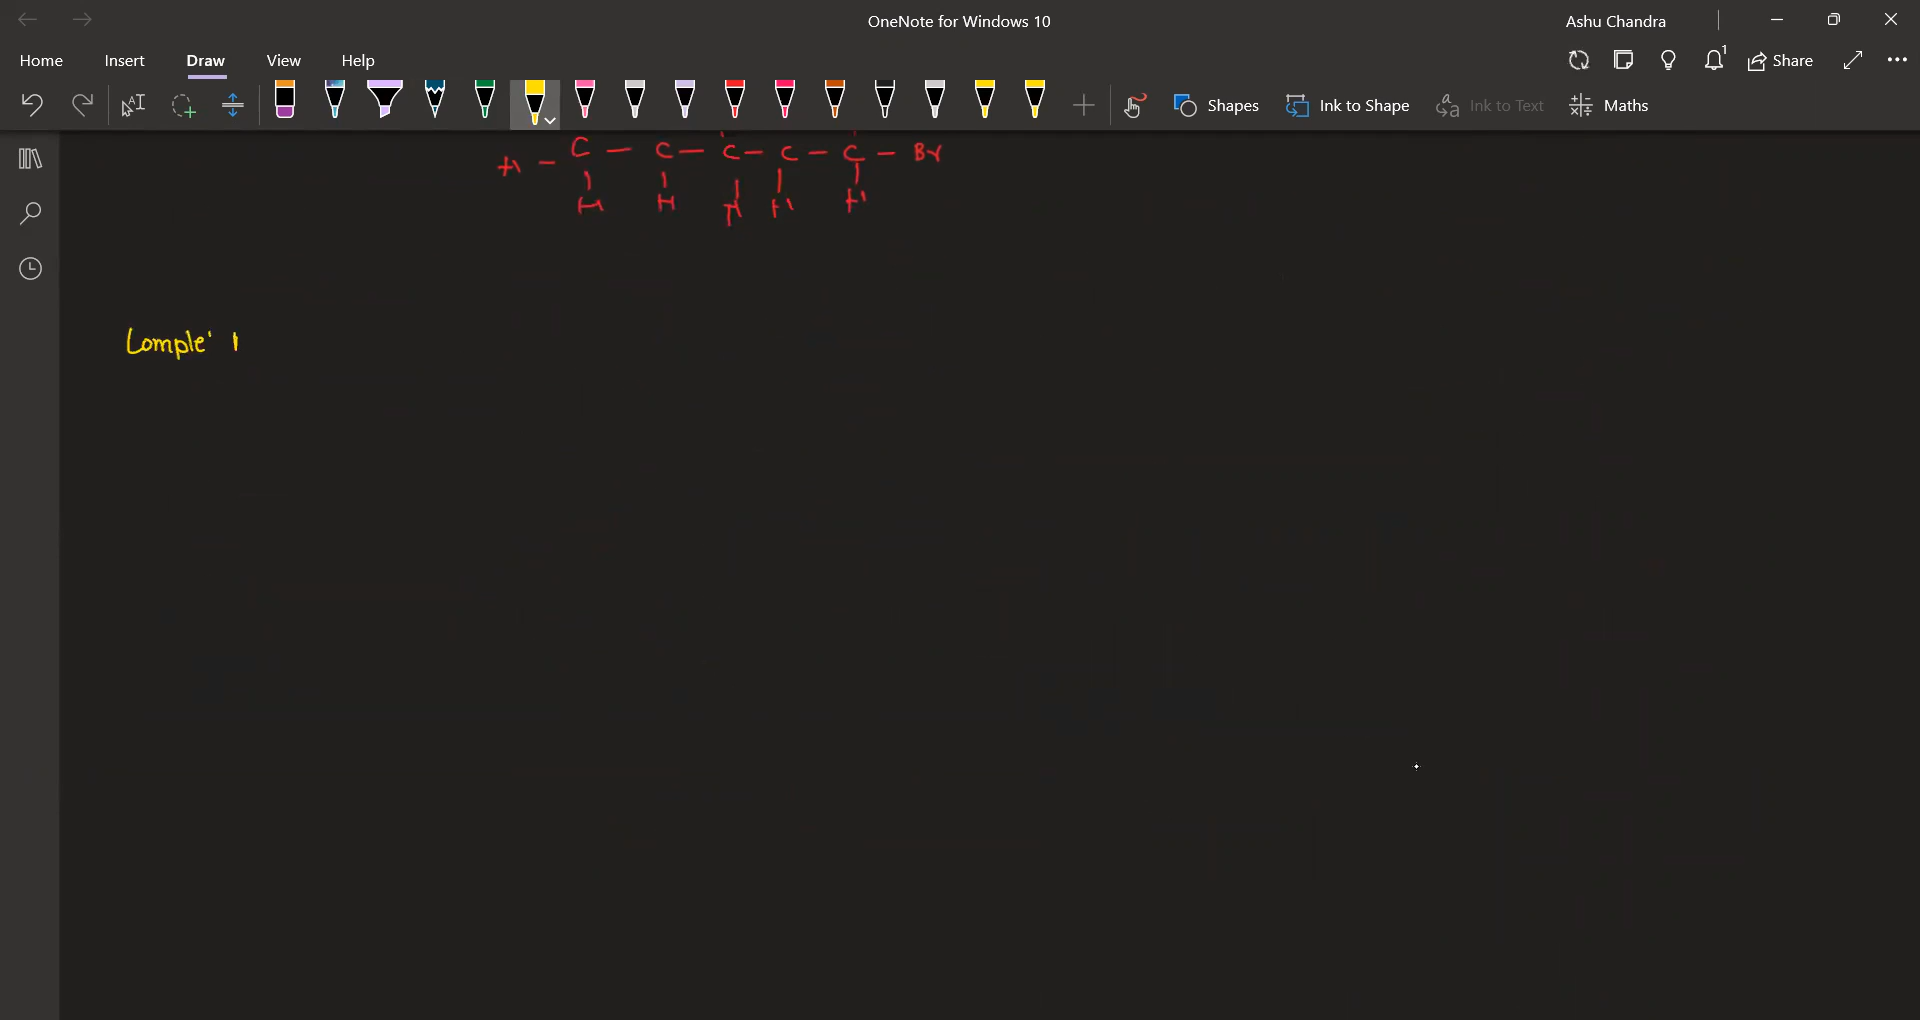 OneNote for Windows 10
Ashu Chandra
Home Insert Draw View Help
1
Share
Shapes
Ink to Shape
Ink to Text
Maths
H - C - C - C - C - C - Br
H H H H H
Lomple' I